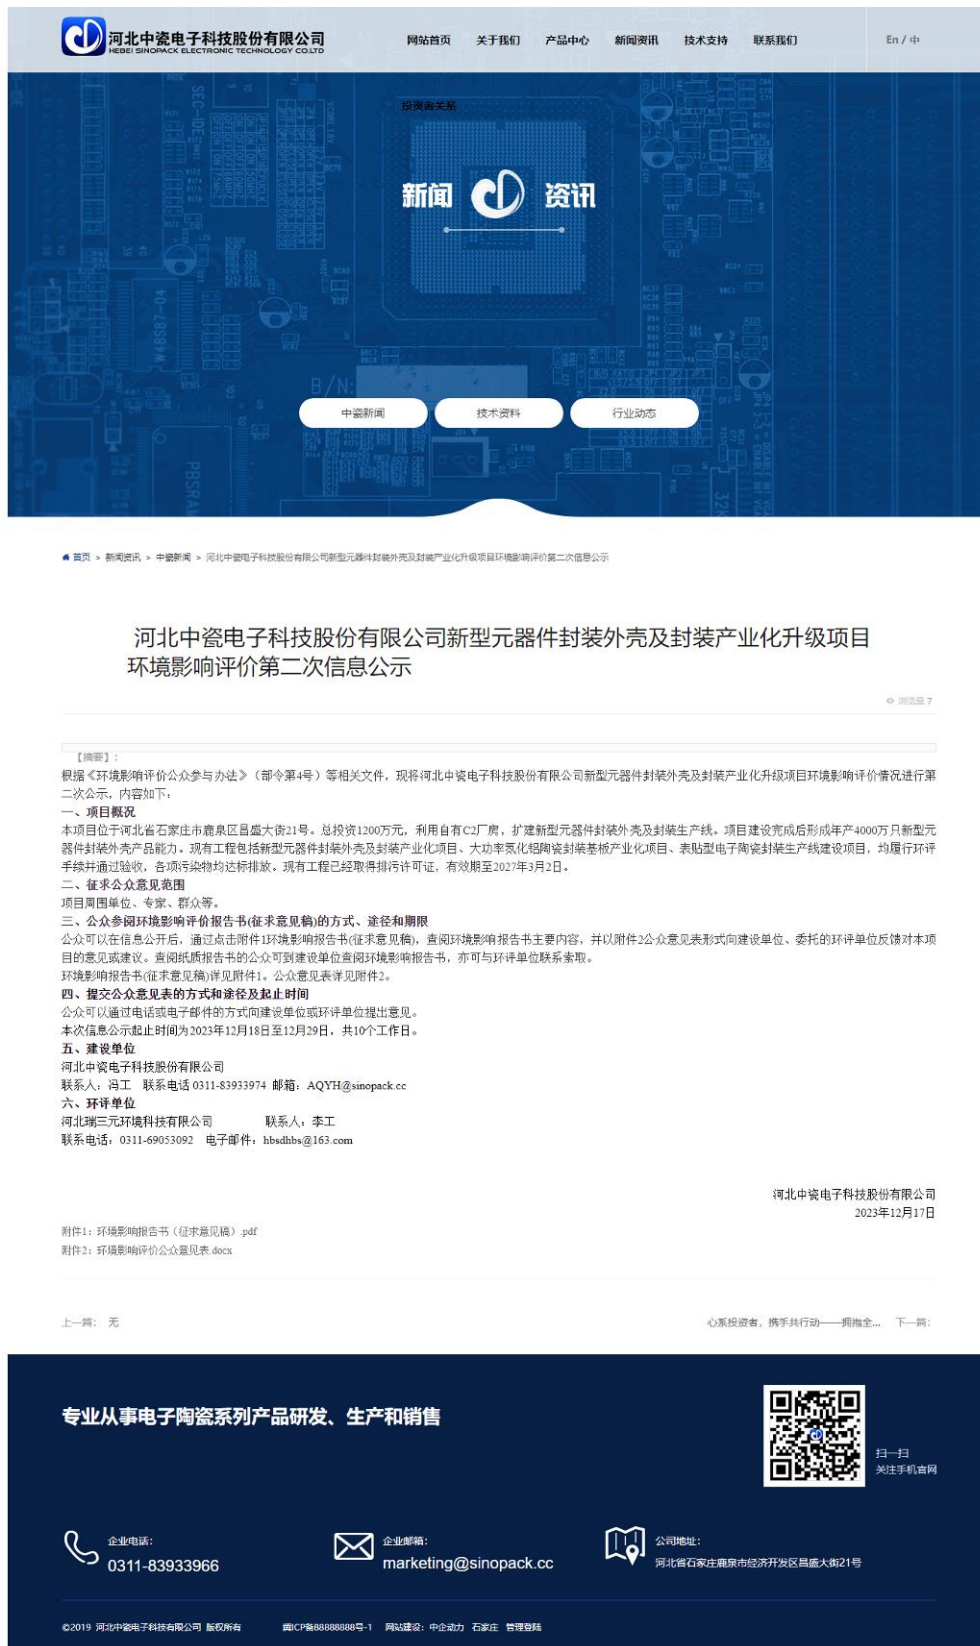 河北中瓷电子科技股份有限公司
HEBEI SINOPACK ELECTRONIC TECHNOLOGY CO.LTD
网站首页 关于我们 产品中心 新闻资讯 技术支持 联系我们 En / 中
投资者关系
新闻 资讯
中瓷新闻 技术资料 行业动态
首页 » 新闻资讯 » 中瓷新闻 » 河北中瓷电子科技股份有限公司新型元器件封装外壳及封装产业化升级项目环境影响评价第二次信息公示
河北中瓷电子科技股份有限公司新型元器件封装外壳及封装产业化升级项目
环境影响评价第二次信息公示
浏览量 7
【摘要】:
根据《环境影响评价公众参与办法》(部令第4号)等相关文件,现将河北中瓷电子科技股份有限公司新型元器件封装外壳及封装产业化升级项目环境影响评价情况进行第
二次公示,内容如下:
一、项目概况
本项目位于河北省石家庄市鹿泉区昌盛大街21号。总投资1200万元,利用自有C2厂房,扩建新型元器件封装外壳及封装生产线。项目建设完成后形成年产4000万只新型元
器件封装外壳产品能力。现有工程包括新型元器件封装外壳及封装产业化项目、大功率氮化铝陶瓷封装基板产业化项目、表贴型电子陶瓷封装生产线建设项目,均履行环评
手续并通过验收,各项污染物均达标排放。现有工程已经取得排污许可证,有效期至2027年3月2日。
二、征求公众意见范围
项目周围单位、专家、群众等。
三、公众参阅环境影响评价报告书(征求意见稿)的方式、途径和期限
公众可以在信息公开后,通过点击附件1环境影响报告书(征求意见稿),查阅环境影响报告书主要内容,并以附件2公众意见表形式向建设单位、委托的环评单位反馈对本项
目的意见或建议。查阅纸质报告书的公众可到建设单位查阅环境影响报告书,亦可与环评单位联系索取。
环境影响报告书(征求意见稿)详见附件1。公众意见表详见附件2。
四、提交公众意见表的方式和途径及起止时间
公众可以通过电话或电子邮件的方式向建设单位或环评单位提出意见。
本次信息公示起止时间为2023年12月18日至12月29日,共10个工作日。
五、建设单位
河北中瓷电子科技股份有限公司
联系人:冯工 联系电话 0311-83933974 邮箱:AQYH@sinopack.cc
六、环评单位
河北瑞三元环境科技有限公司 联系人:李工
联系电话:0311-69053092 电子邮件:hbsdhbs@163.com
河北中瓷电子科技股份有限公司
2023年12月17日
附件1:环境影响报告书(征求意见稿).pdf
附件2:环境影响评价公众意见表.docx
上一篇: 无 心系投资者,携手共行动——拥抱全... 下一篇:
专业从事电子陶瓷系列产品研发、生产和销售
扫一扫
关注手机官网
企业电话:
0311-83933966
企业邮箱:
marketing@sinopack.cc
公司地址:
河北省石家庄鹿泉市经济开发区昌盛大街21号
©2019 河北中瓷电子科技有限公司 版权所有 冀ICP备88888888号-1 网站建设:中企动力 石家庄 管理登陆